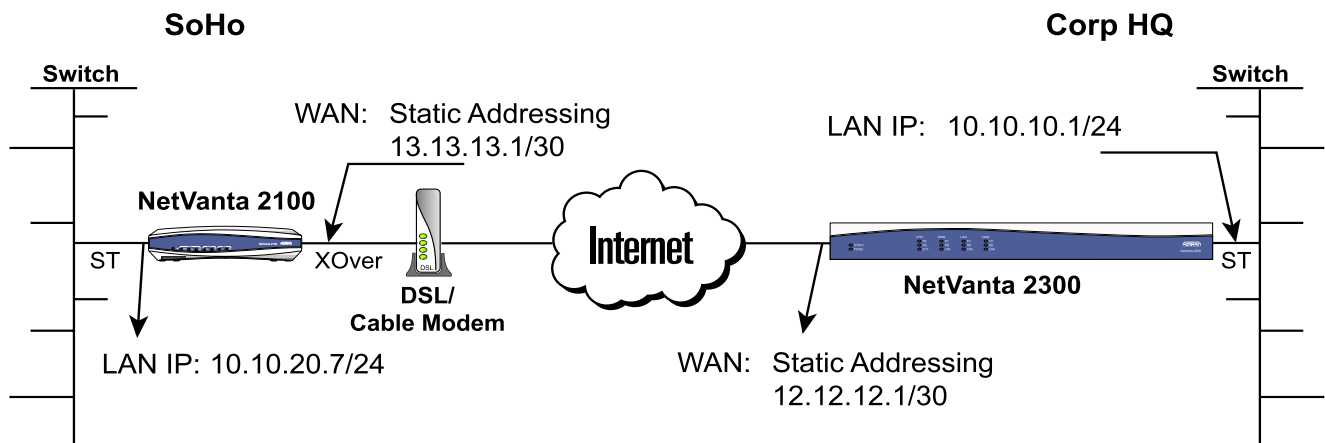 SoHo
Corp HQ
Switch
Switch
WAN: Static Addressing
13.13.13.1/30
LAN IP: 10.10.10.1/24
NetVanta 2100
Internet
ST
XOver
DSL
DSL/
Cable Modem
ST
NetVanta 2300
LAN IP: 10.10.20.7/24
WAN: Static Addressing
12.12.12.1/30